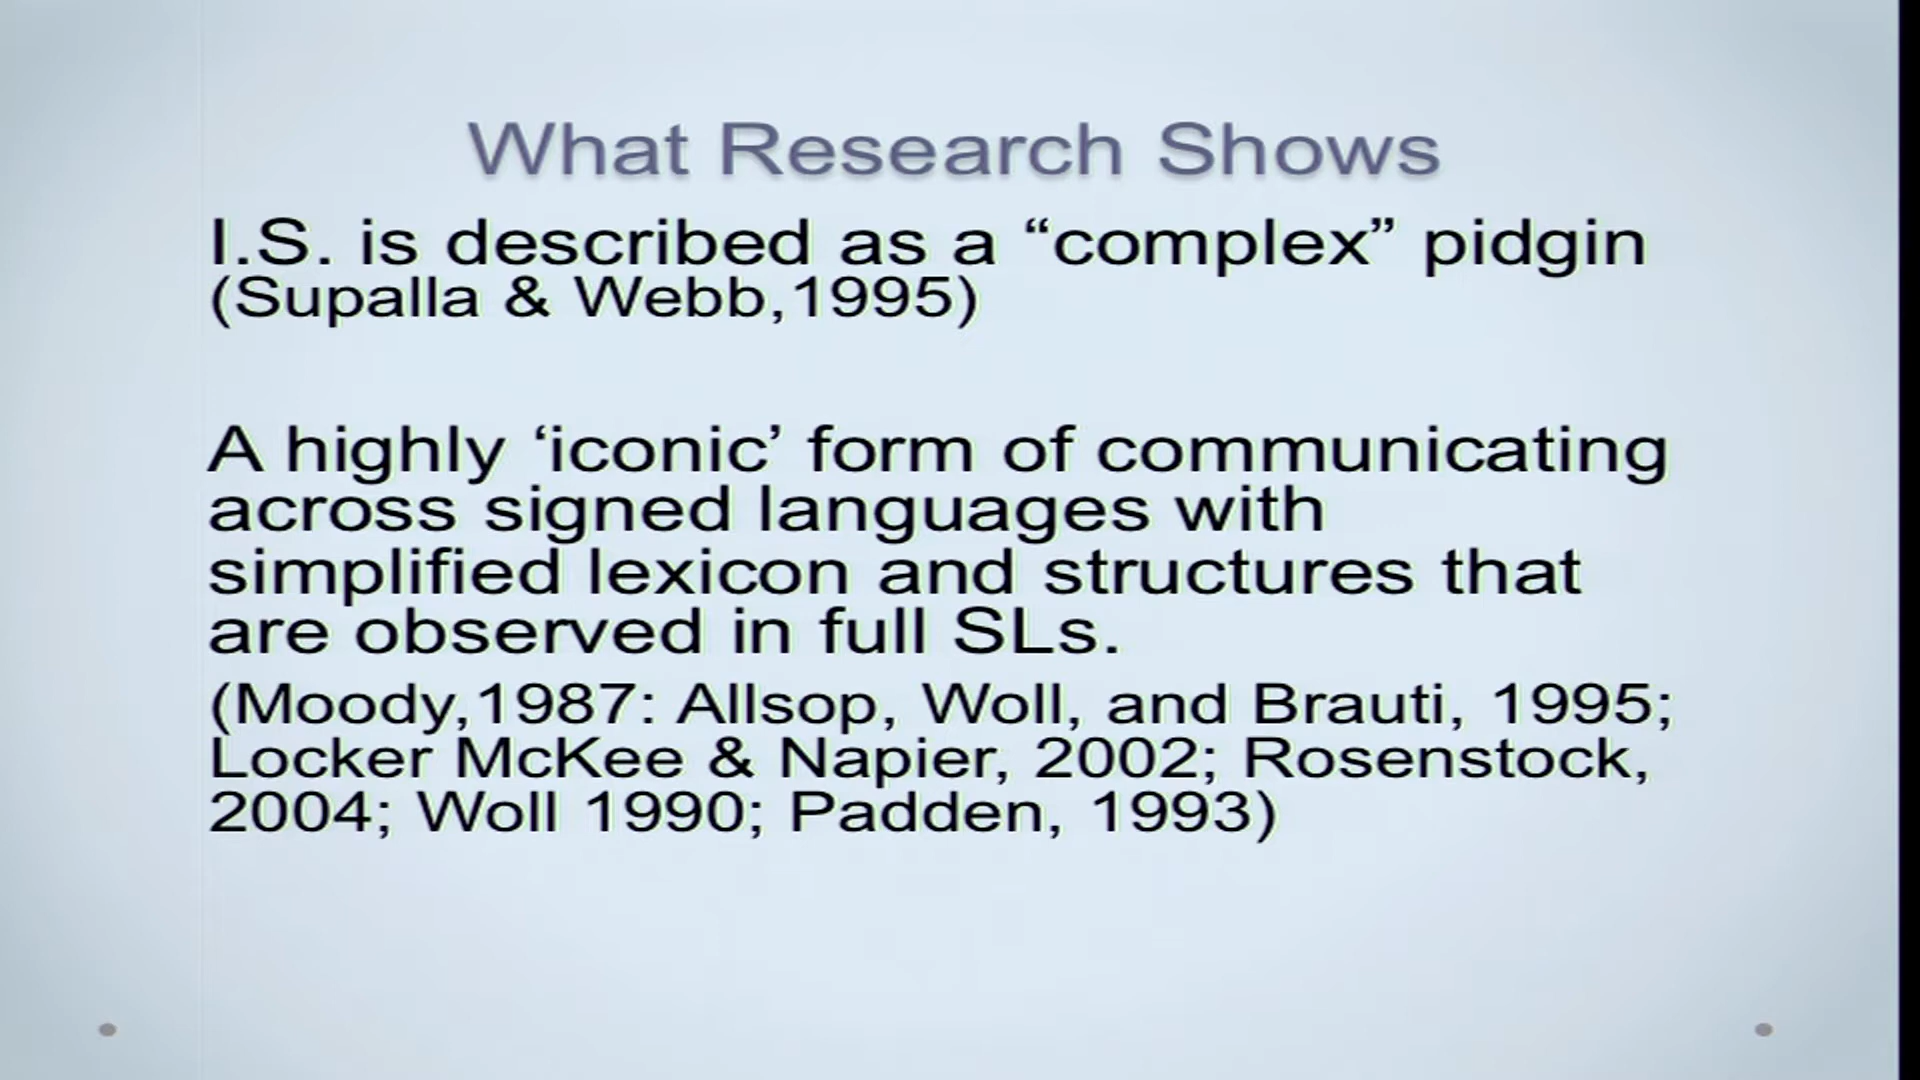 What Research Shows
I.S. is described as a “complex” pidgin
(Supalla & Webb,1995)
A highly ‘iconic’ form of communicating
across signed languages with
simplified lexicon and structures that
are observed in full SLs.
(Moody,1987: Allsop, Woll, and Brauti, 1995;
Locker McKee & Napier, 2002; Rosenstock,
2004; Woll 1990; Padden, 1993)